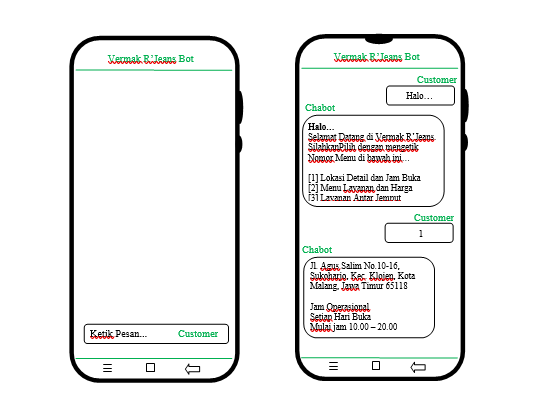 Vermak R'Jeans Bot
Ketik Pesan... Customer
Vermak R'Jeans Bot
Customer
Halo...
Chabot
Halo...
Selamat Datang di Vermak R'Jeans.
SilahkanPilih dengan mengetik
Nomor Menu di bawah ini...
[1] Lokasi Detail dan Jam Buka
[2] Menu Layanan dan Harga
[3] Layanan Antar Jemput
Customer
1
Chabot
Jl. Agus Salim No.10-16,
Sukoharjo, Kec. Klojen, Kota
Malang, Jawa Timur 65118
Jam Operasional
Setiap Hari Buka
Mulai jam 10.00 – 20.00